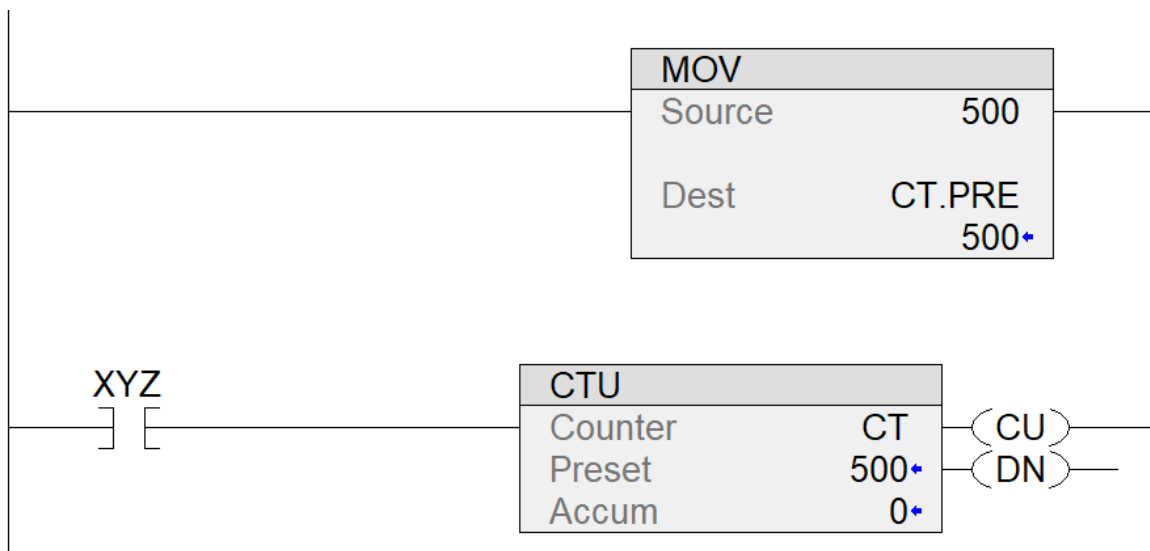 MOV
Source 500
Dest CT.PRE
500
XYZ
CTU
Counter CT CU
Preset 500 DN
Accum 0